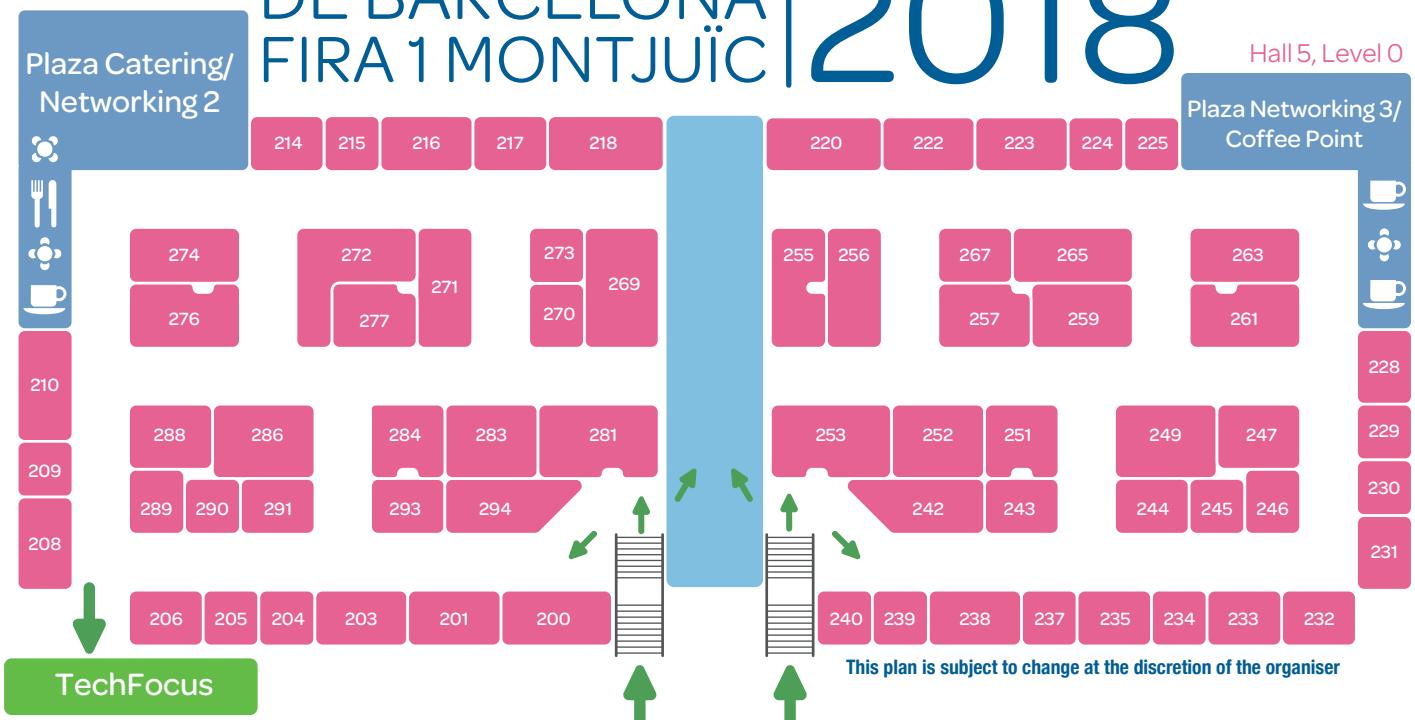 DE BARCELONA
FIRA 1 MONTJUÏC
2018
Hall 5, Level 0
Plaza Catering/
Networking 2
Plaza Networking 3/
Coffee Point
214 215 216 217 218 220 222 223 224 225
274 272 273 255 256 267 265 263
271 269
276 277 270 257 259 261
210 228
288 286 284 283 281 253 252 251 249 247 229
209 230
289 290 291 293 294 242 243 244 245 246
208 231
206 205 204 203 201 200 240 239 238 237 235 234 233 232
This plan is subject to change at the discretion of the organiser
TechFocus